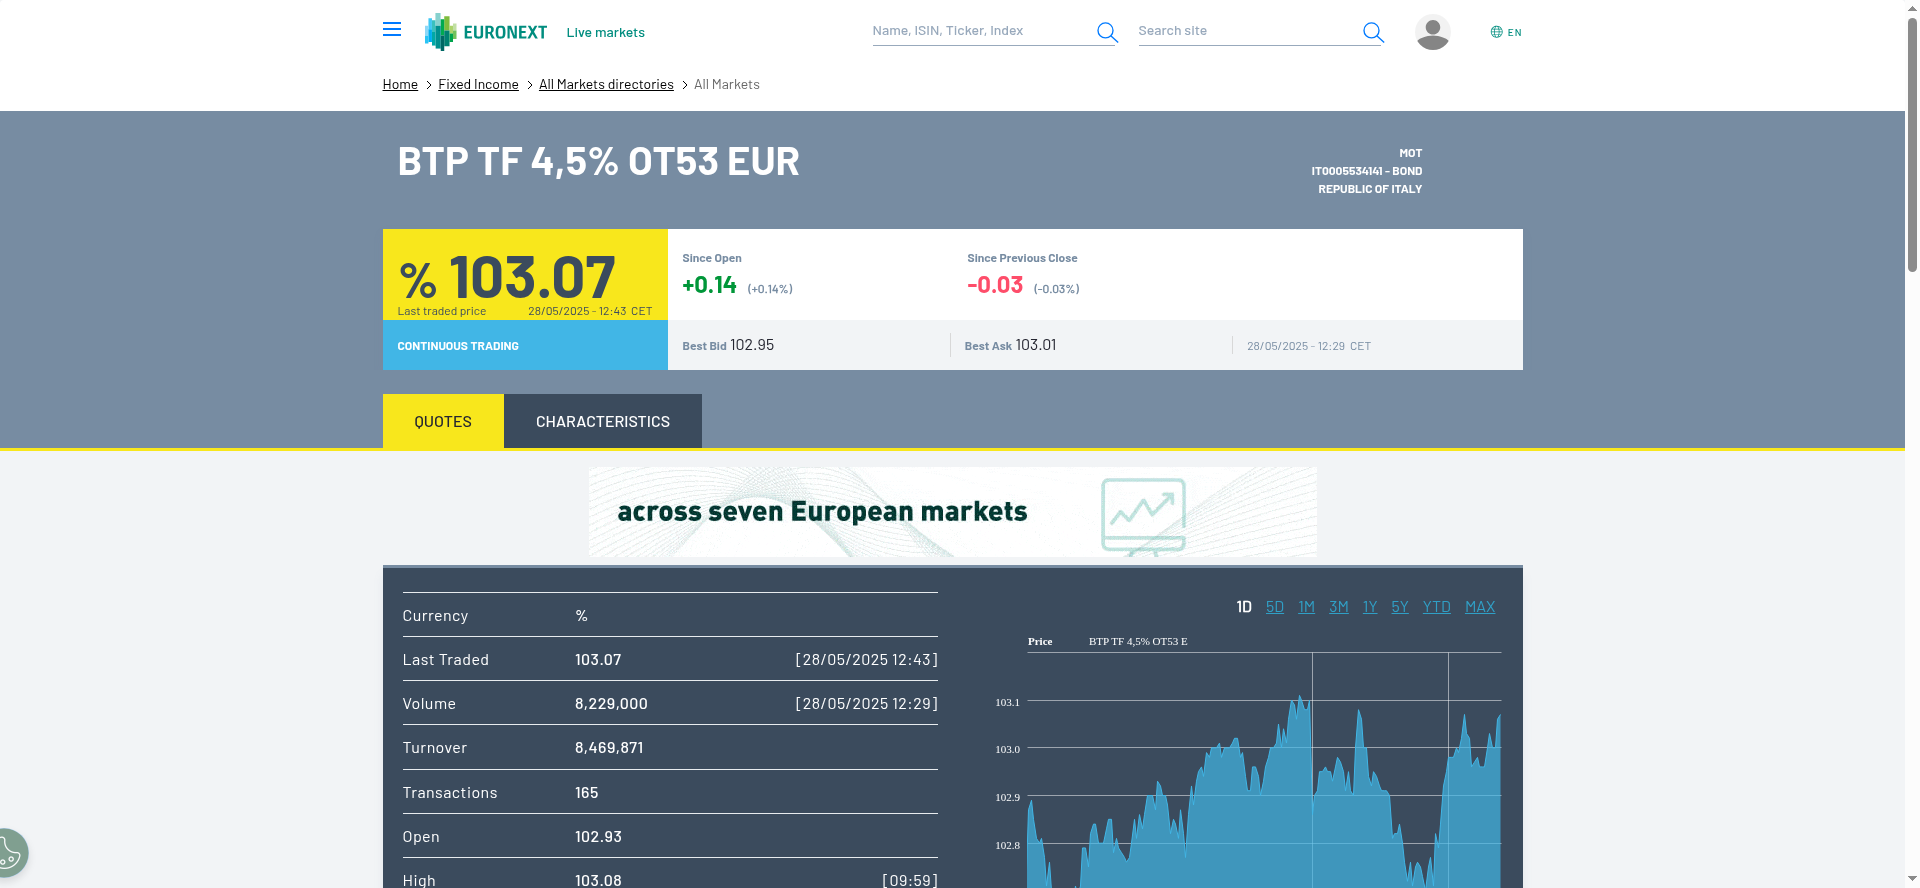 EURONEXT Live markets Name, ISIN, Ticker, Index Search site EN
Home > Fixed Income > All Markets directories > All Markets
BTP TF 4,5% OT53 EUR
MOT
IT0005534141 - BOND
REPUBLIC OF ITALY
% 103.07
Last traded price 28/05/2025 - 12:43 CET
Since Open
+0.14 (+0.14%)
Since Previous Close
-0.03 (-0.03%)
CONTINUOUS TRADING
Best Bid 102.95 Best Ask 103.01 28/05/2025 - 12:29 CET
QUOTES CHARACTERISTICS
across seven European markets
Currency %
Last Traded 103.07 [28/05/2025 12:43]
Volume 8,229,000 [28/05/2025 12:29]
Turnover 8,469,871
Transactions 165
Open 102.93
High 103.08 [09:59]
1D 5D 1M 3M 1Y 5Y YTD MAX
Price BTP TF 4,5% OT53 E
103.1
103.0
102.9
102.8